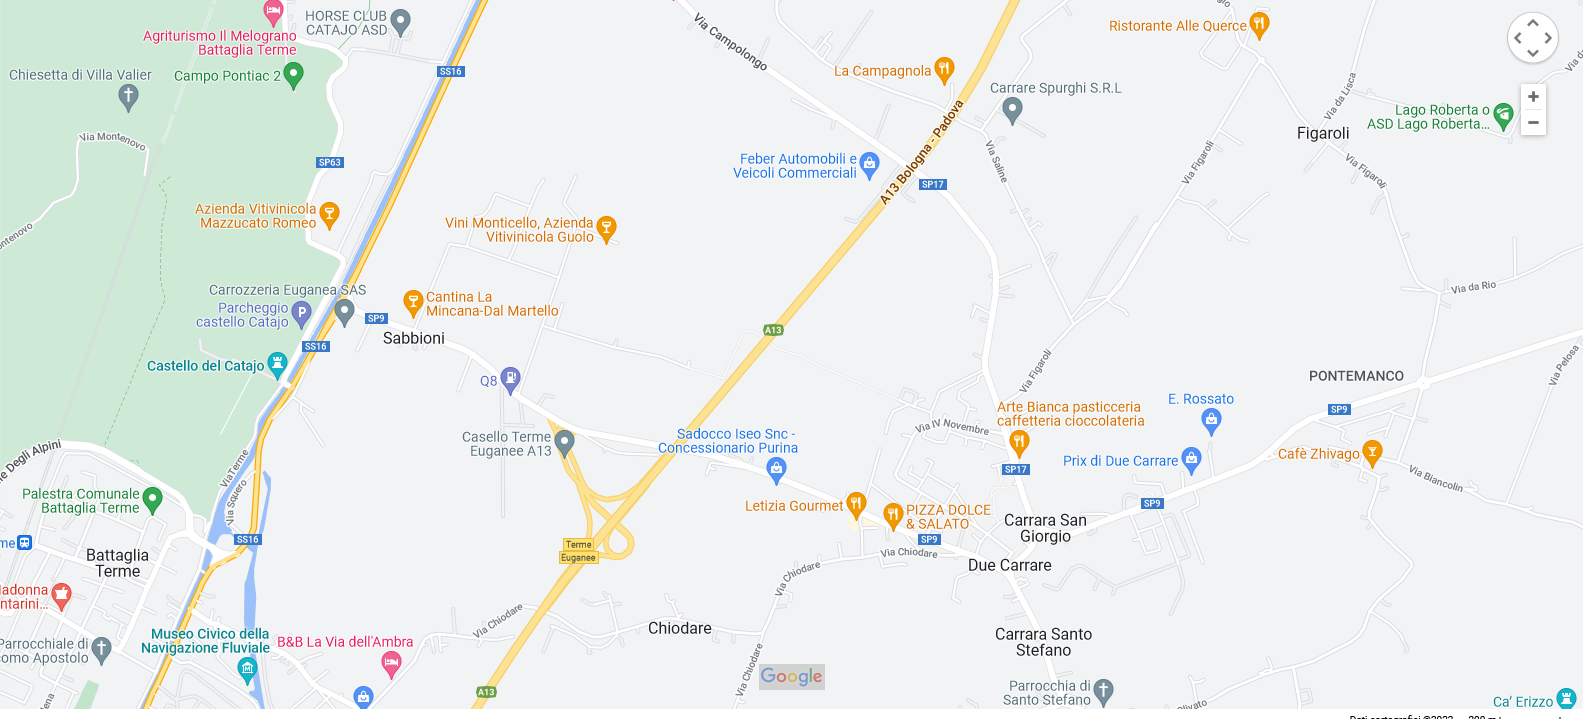 HORSE CLUB
CATAJO ASD
Agriturismo Il Melograno
Battaglia Terme
Campo Pontiac 2
Chiesetta di Villa Valier
SS16
Via Campolongo
La Campagnola
Ristorante Alle Querce
Carrare Spurghi S.R.L
Via da Lisca
Lago Roberta o
ASD Lago Roberta...
Figaroli
Via Montenovo
SP63
Feber Automobili e
Veicoli Commerciali
A13 Bologna - Padova
SP17
Via Saline
Via Figaroli
Via Figaroli
Azienda Vitivinicola
Mazzucato Romeo
Vini Monticello, Azienda
Vitivinicola Guolo
Carrozzeria Euganea SAS
Parcheggio
castello Catajo
Cantina La
Mincana-Dal Martello
SP9
Sabbioni
SS16
A13
Via da Rio
Castello del Catajo
Q8
Via Figaroli
PONTEMANCO
Via Pelosa
E. Rossato
SP9
Arte Bianca pasticceria
caffetteria cioccolateria
Via IV Novembre
Casello Terme
Euganee A13
Sadocco Iseo Snc -
Concessionario Purina
Prix di Due Carrare
Cafè Zhivago
SP17
Via Biancolin
e Degli Alpini
Via Terme
Via Squero
Palestra Comunale
Battaglia Terme
Letizia Gourmet
PIZZA DOLCE
& SALATO
SP9
SP9
Carrara San
Giorgio
SS16
me
Battaglia
Terme
Terme
Euganee
Via Chiodare
Due Carrare
Via Chiodare
adonna
ntarini...
Via Chiodare
Chiodare
Museo Civico della
Navigazione Fluviale
B&B La Via dell'Ambra
Carrara Santo
Stefano
Parrocchiale di
como Apostolo
Via Chiodare
Google
A13
Parrocchia di
Santo Stefano
Ca' Erizzo